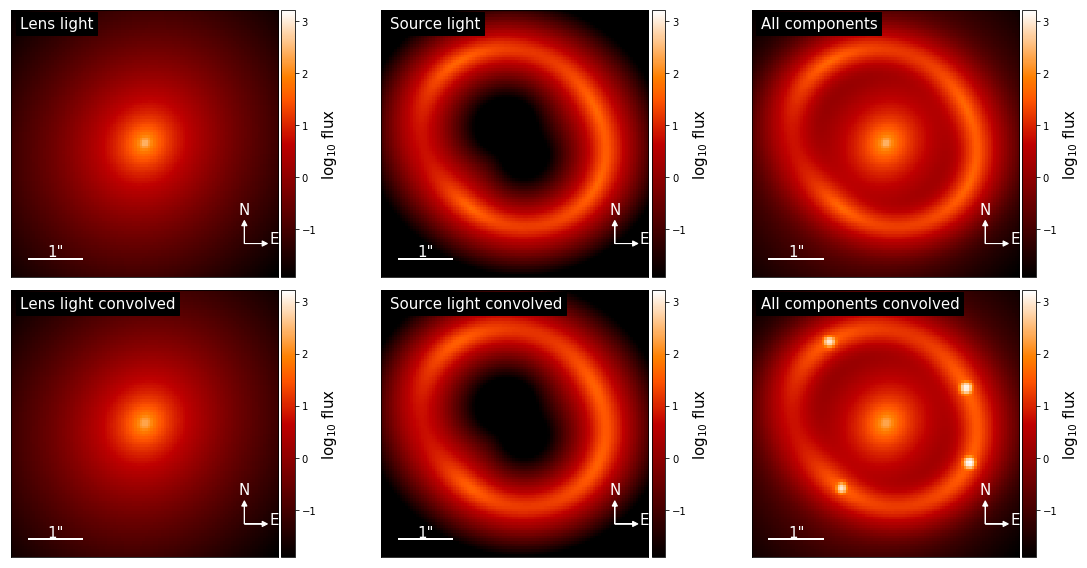 Lens light
3
2
1
0
−1
log₁₀ flux
N
E
1"
Source light
3
2
1
0
−1
log₁₀ flux
N
E
1"
All components
3
2
1
0
−1
log₁₀ flux
N
E
1"
Lens light convolved
3
2
1
0
−1
log₁₀ flux
N
E
1"
Source light convolved
3
2
1
0
−1
log₁₀ flux
N
E
1"
All components convolved
3
2
1
0
−1
log₁₀ flux
N
E
1"